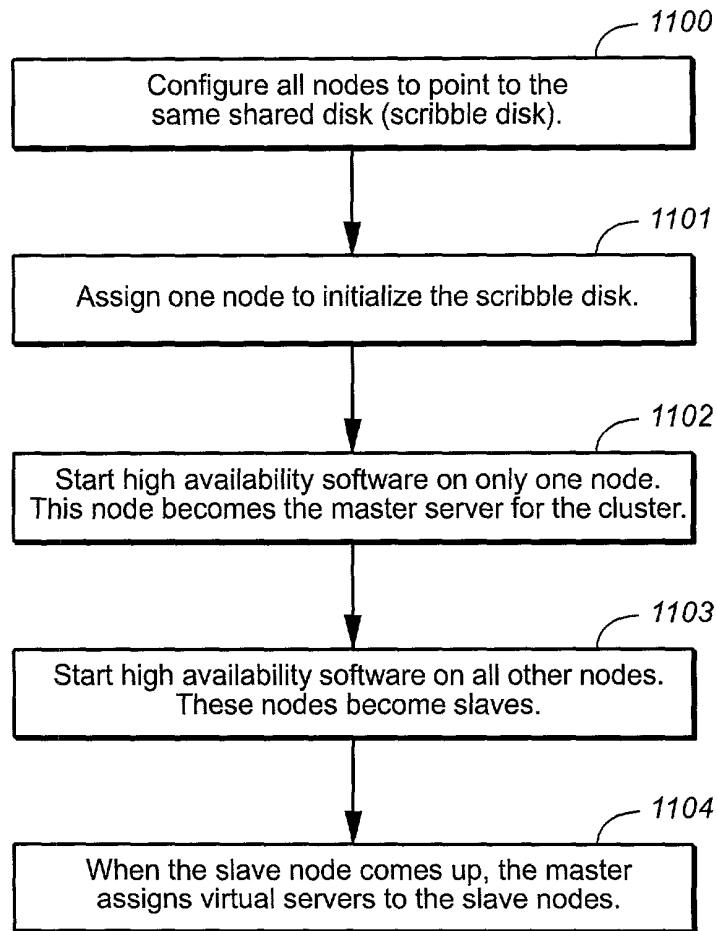 1100
Configure all nodes to point to the
same shared disk (scribble disk).
1101
Assign one node to initialize the scribble disk.
1102
Start high availability software on only one node.
This node becomes the master server for the cluster.
1103
Start high availability software on all other nodes.
These nodes become slaves.
1104
When the slave node comes up, the master
assigns virtual servers to the slave nodes.